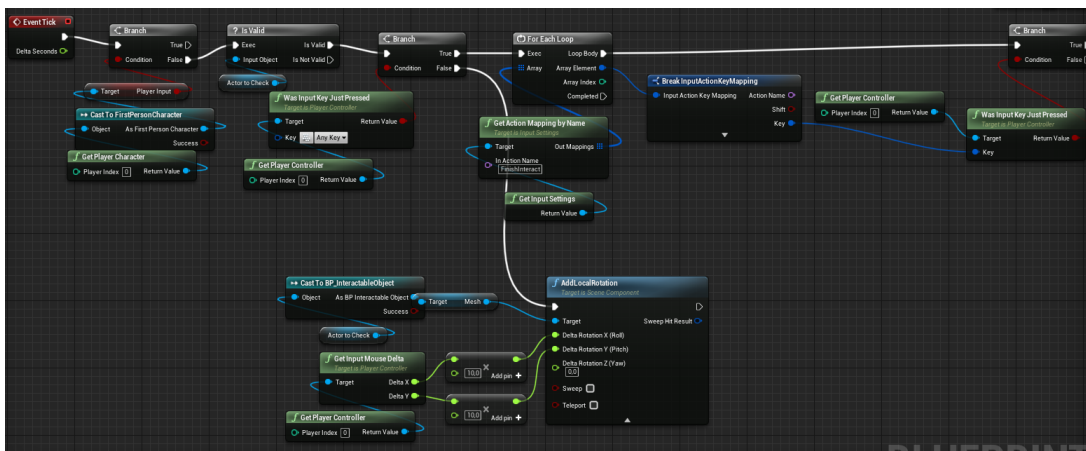 Event Tick
Delta Seconds
Branch
True
Condition
False
Target
Player Input
Cast To FirstPersonCharacter
Object
As First Person Character
Success
Get Player Character
Player Index
0
Return Value
? Is Valid
Exec
Is Valid
Input Object
Is Not Valid
Actor to Check
Was Input Key Just Pressed
Target is Player Controller
Target
Return Value
Key
Any Key
Get Player Controller
Player Index
0
Return Value
Branch
True
Condition
False
For Each Loop
Exec
Loop Body
Array
Array Element
Array Index
Completed
Get Action Mapping by Name
Target is Input Settings
Target
Out Mappings
In Action Name
FinishInteract
Get Input Settings
Return Value
Break InputActionKeyMapping
Input Action Key Mapping
Action Name
Shift
Key
Get Player Controller
Player Index
0
Return Value
Branch
True
Condition
False
Was Input Key Just Pressed
Target is Player Controller
Target
Return Value
Key
Cast To BP_InteractableObject
Object
As BP Interactable Object
Success
Target
Mesh
Actor to Check
Get Input Mouse Delta
Target is Player Controller
Target
Delta X
Delta Y
Get Player Controller
Player Index
0
Return Value
10,0
Add pin +
10,0
Add pin +
AddLocalRotation
Target is Scene Component
Target
Sweep Hit Result
Delta Rotation X (Roll)
Delta Rotation Y (Pitch)
Delta Rotation Z (Yaw)
0,0
Sweep
Teleport
BLUEPRINT